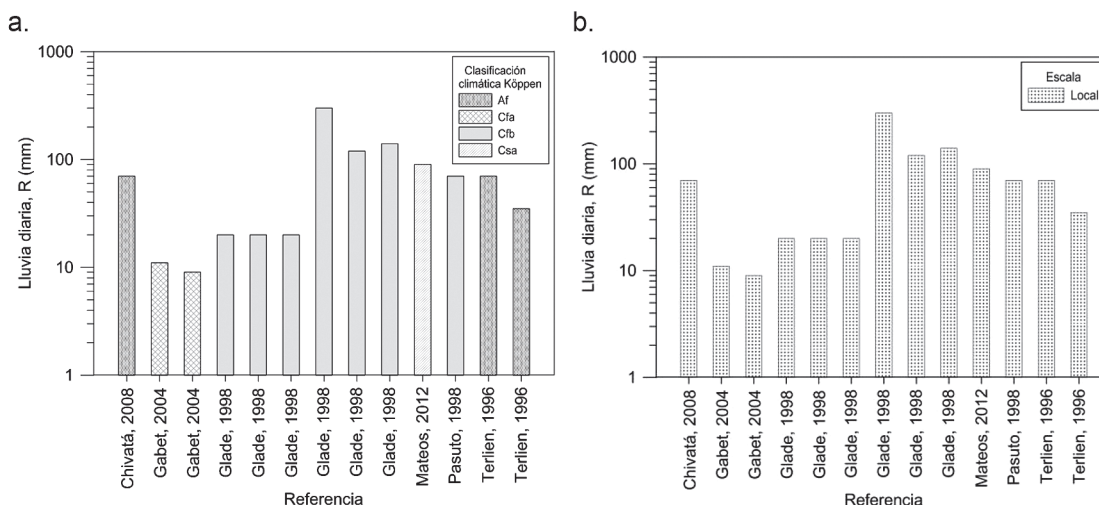 a.
Lluvia diaria, R (mm)
1000
100
10
1
Clasificación
climática Köppen
Af
Cfa
Cfb
Csa
Chivatá, 2008
Gabet, 2004
Gabet, 2004
Glade, 1998
Glade, 1998
Glade, 1998
Glade, 1998
Glade, 1998
Glade, 1998
Mateos, 2012
Pasuto, 1998
Terlien, 1996
Terlien, 1996
Referencia
b.
Lluvia diaria, R (mm)
1000
100
10
1
Escala
Local
Chivatá, 2008
Gabet, 2004
Gabet, 2004
Glade, 1998
Glade, 1998
Glade, 1998
Glade, 1998
Glade, 1998
Glade, 1998
Mateos, 2012
Pasuto, 1998
Terlien, 1996
Terlien, 1996
Referencia